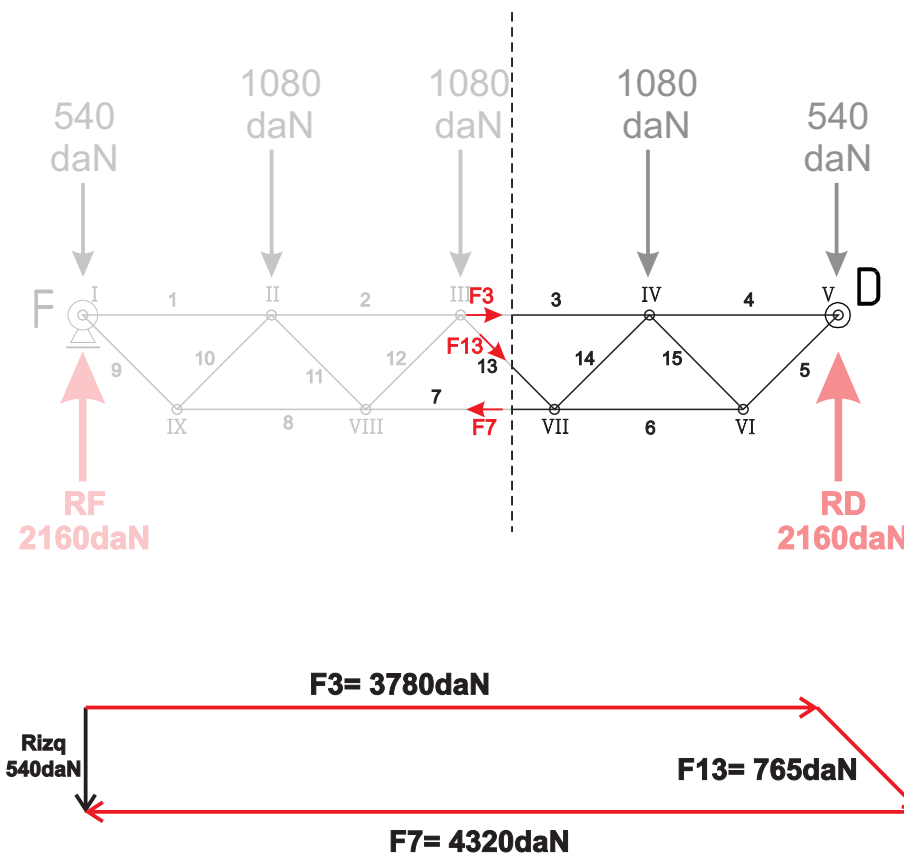 1080
daN
1080
daN
1080
daN
540
daN
540
daN
F
I
1
II
2
III
F3
3
IV
4
V
D
F13
9
10
11
12
13
14
15
5
7
IX
8
VIII
F7
VII
6
VI
RF
2160daN
RD
2160daN
F3= 3780daN
Rizq
540daN
F13= 765daN
F7= 4320daN